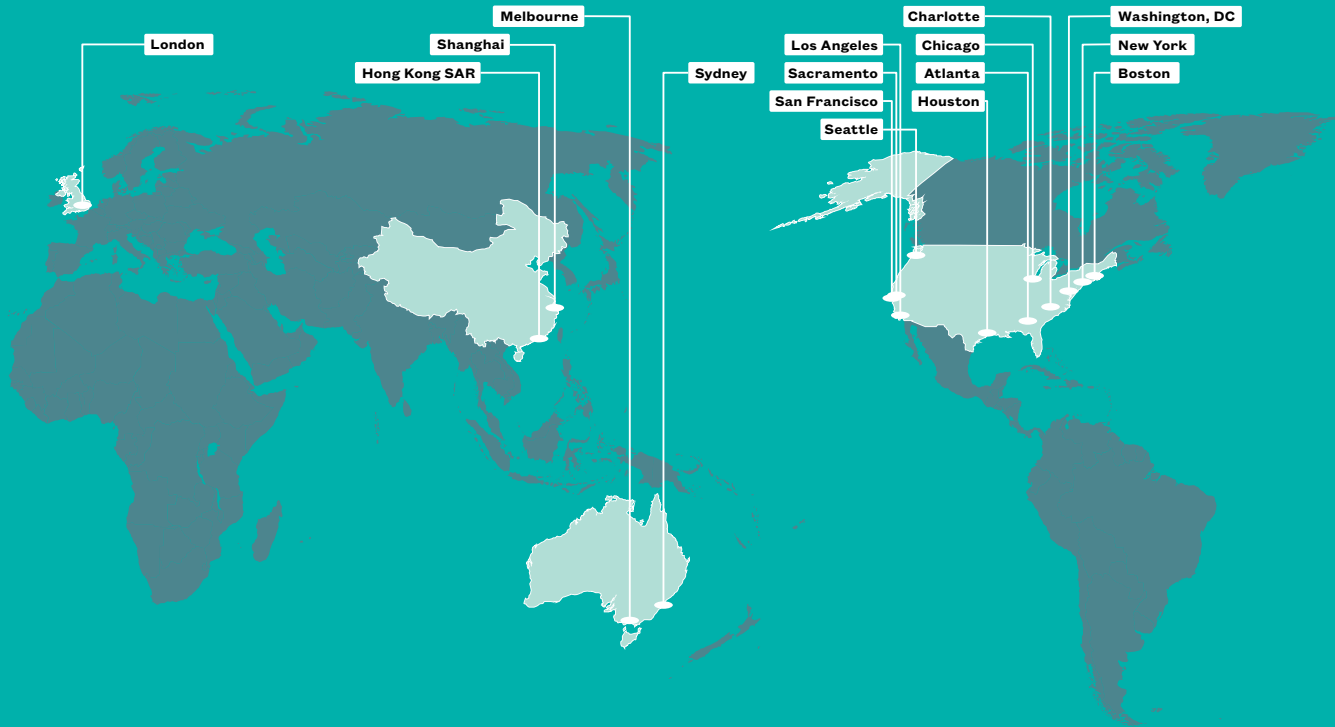 Melbourne
Charlotte
Washington, DC
London
Shanghai
Los Angeles
Chicago
New York
Hong Kong SAR
Sydney
Sacramento
Atlanta
Boston
San Francisco
Houston
Seattle